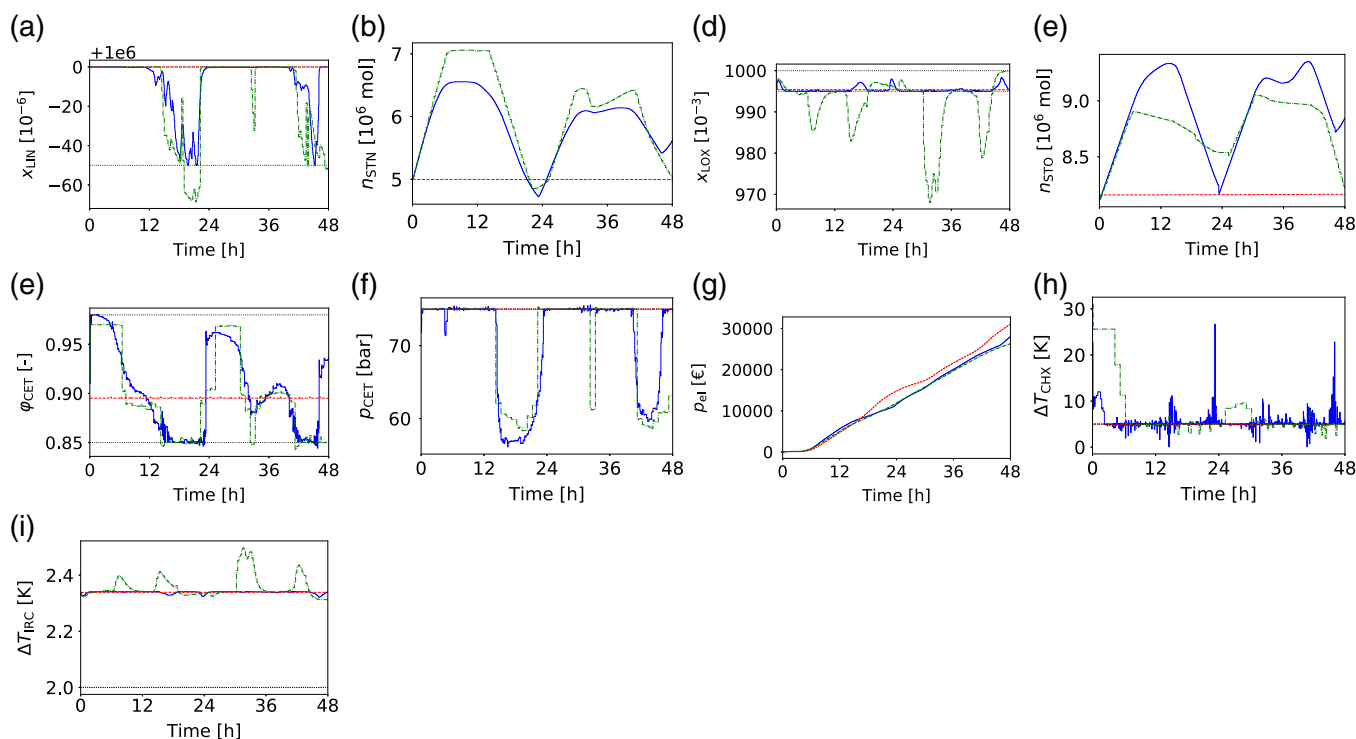 (a)
+1e6
0
−20
−40
−60
x_LIN [10⁻⁶]
0 12 24 36 48
Time [h]
(b)
7
6
5
n_STN [10⁶ mol]
0 12 24 36 48
Time [h]
(d)
1000
990
980
970
x_LOX [10⁻³]
0 12 24 36 48
Time [h]
(e)
9.0
8.5
n_STO [10⁶ mol]
0 12 24 36 48
Time [h]
(e)
0.95
0.90
0.85
φ_CET [-]
0 12 24 36 48
Time [h]
(f)
70
60
p_CET [bar]
0 12 24 36 48
Time [h]
(g)
30000
20000
10000
0
p_el [€]
0 12 24 36 48
Time [h]
(h)
30
20
10
0
ΔT_CHX [K]
0 12 24 36 48
Time [h]
(i)
2.4
2.2
2.0
ΔT_IRC [K]
0 12 24 36 48
Time [h]